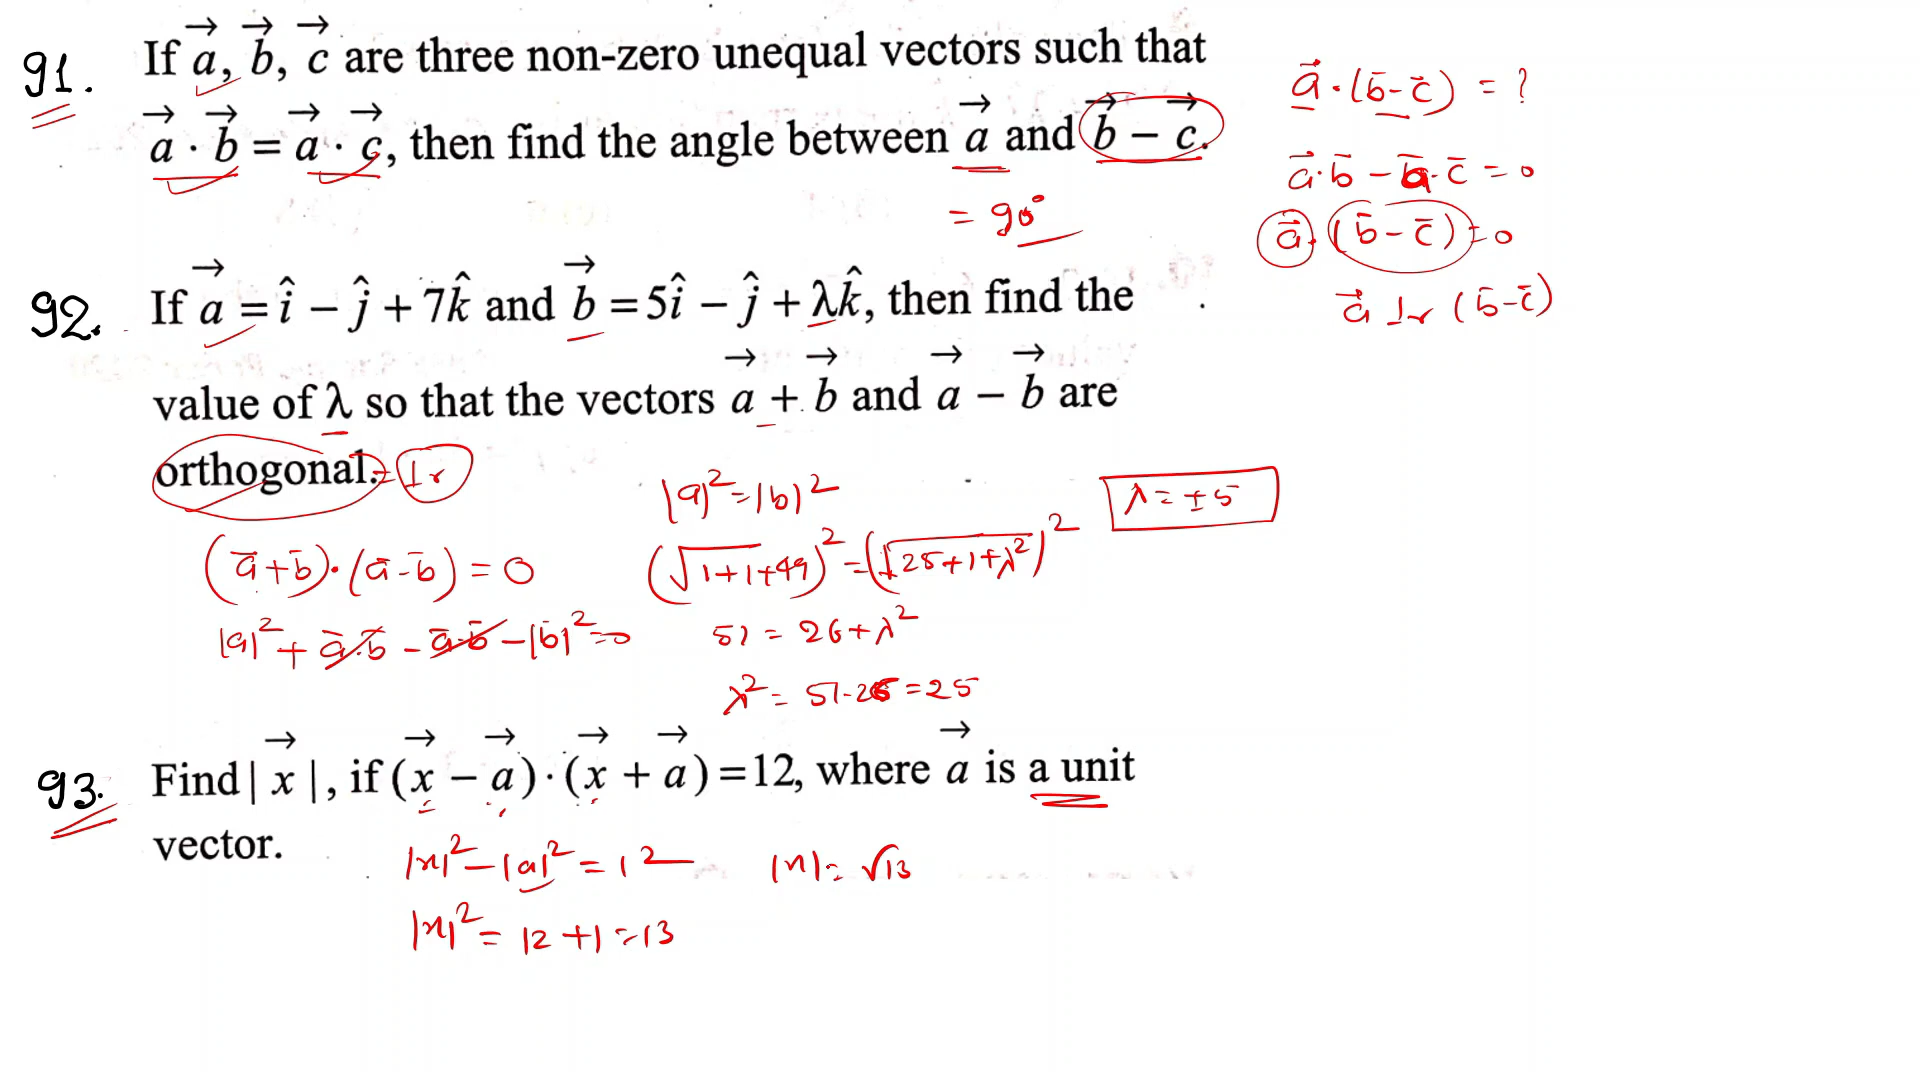 91. If a⃗, b⃗, c⃗ are three non-zero unequal vectors such that
a⃗ · b⃗ = a⃗ · c⃗, then find the angle between a⃗ and b⃗ − c⃗.
= 90°
a⃗ · (b̄ - c̄) = ?
a⃗·b̄ − ā·c̄ = 0
a⃗ · (b̄ − c̄) = 0
a⃗ ⊥r (b̄ - c̄)
92. If a⃗ = î − ĵ + 7k̂ and b⃗ = 5î − ĵ + λk̂, then find the
value of λ so that the vectors a⃗ + b⃗ and a⃗ − b⃗ are
orthogonal. = ⊥r
(ā+b̄)·(ā-b̄) = 0
|a|² + ā·b̄ - ā·b̄ - |b̄|² = 0
|a|² = |b|²
(√1+1+49)² = (√25+1+λ²)²
51 = 26+λ²
λ² = 51-26 = 25
λ = ±5
93. Find | x⃗ |, if (x⃗ − a⃗) · (x⃗ + a⃗) = 12, where a⃗ is a unit
vector.
|x|² − |a|² = 12
|x|² = 12 + 1 = 13
|x| = √13